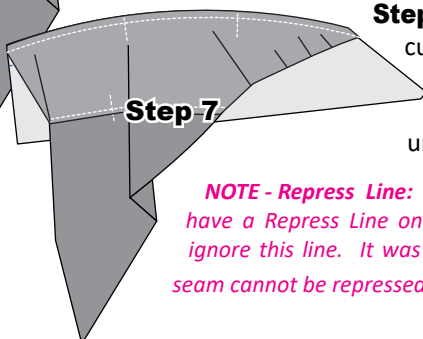 Step
cu
Step 7
un
NOTE - Repress Line:
have a Repress Line on
ignore this line. It was
seam cannot be repressed